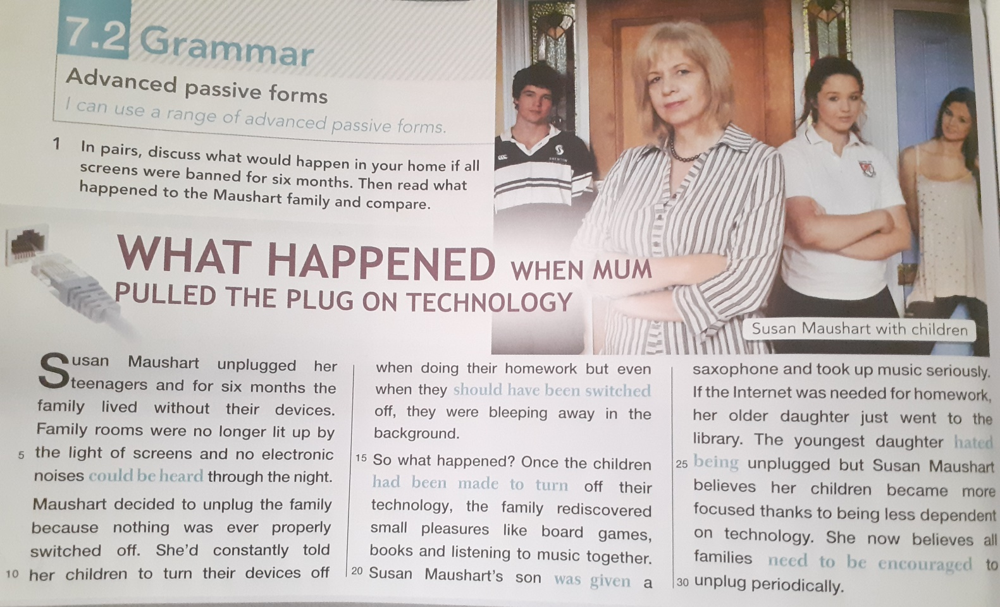 7.2 Grammar
Advanced passive forms
I can use a range of advanced passive forms.
1 In pairs, discuss what would happen in your home if all
screens were banned for six months. Then read what
happened to the Maushart family and compare.
WHAT HAPPENED WHEN MUM
PULLED THE PLUG ON TECHNOLOGY
Susan Maushart with children
Susan Maushart unplugged her
teenagers and for six months the
family lived without their devices.
Family rooms were no longer lit up by
5 the light of screens and no electronic
noises could be heard through the night.
Maushart decided to unplug the family
because nothing was ever properly
switched off. She'd constantly told
10 her children to turn their devices off
when doing their homework but even
when they should have been switched
off, they were bleeping away in the
background.
15 So what happened? Once the children
had been made to turn off their
technology, the family rediscovered
small pleasures like board games,
books and listening to music together.
20 Susan Maushart's son was given a
saxophone and took up music seriously.
If the Internet was needed for homework,
her older daughter just went to the
library. The youngest daughter hated
25 being unplugged but Susan Maushart
believes her children became more
focused thanks to being less dependent
on technology. She now believes all
families need to be encouraged to
30 unplug periodically.